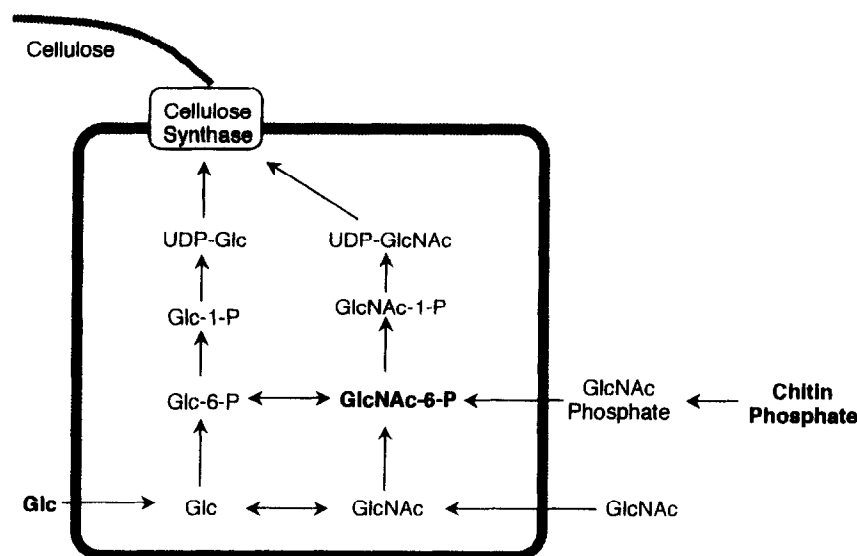 Cellulose
Cellulose
Synthase
UDP-Glc
UDP-GlcNAc
Glc-1-P
GlcNAc-1-P
Glc-6-P
GlcNAc-6-P
GlcNAc
Phosphate
Chitin
Phosphate
Glc
Glc
GlcNAc
GlcNAc